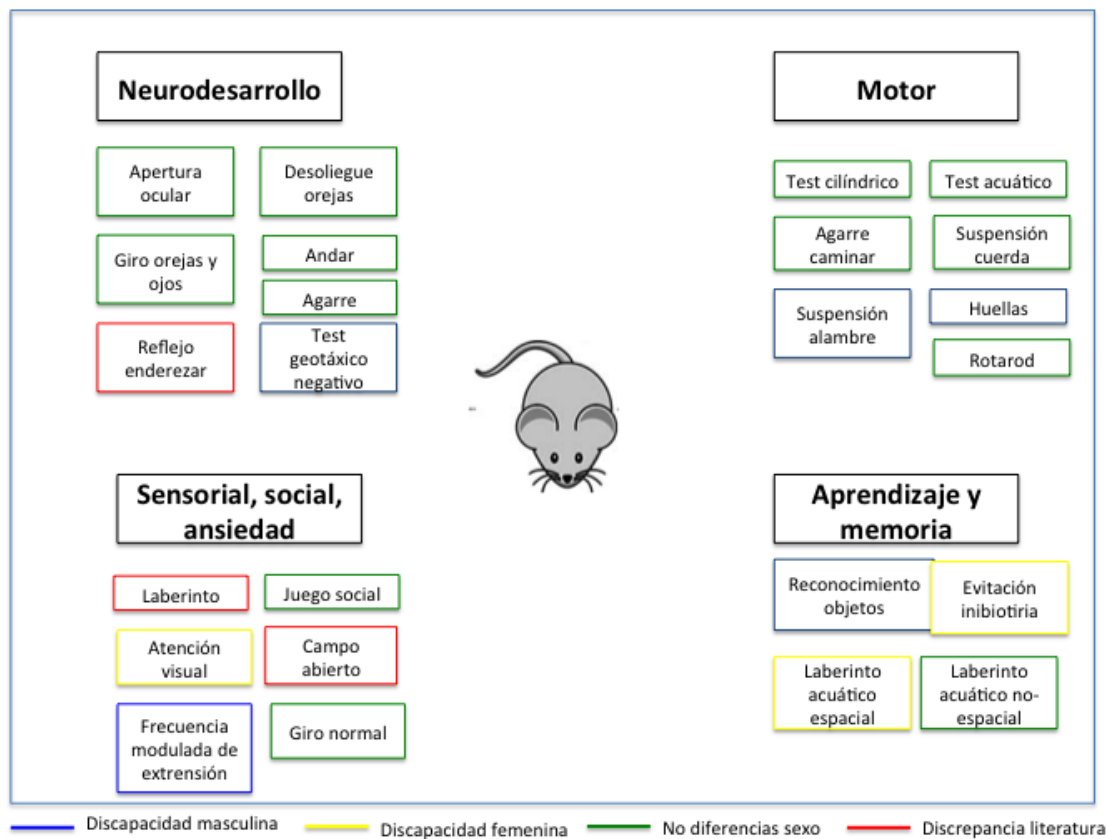 Neurodesarrollo
Apertura
ocular
Desoliegue
orejas
Giro orejas y
ojos
Andar
Agarre
Reflejo
enderezar
Test
geotáxico
negativo
Motor
Test cilíndrico
Test acuático
Agarre
caminar
Suspensión
cuerda
Suspensión
alambre
Huellas
Rotarod
Sensorial, social,
ansiedad
Laberinto
Juego social
Atención
visual
Campo
abierto
Frecuencia
modulada de
extrensión
Giro normal
Aprendizaje y
memoria
Reconocimiento
objetos
Evitación
inibiotiria
Laberinto
acuático
espacial
Laberinto
acuático no-
espacial
Discapacidad masculina
Discapacidad femenina
No diferencias sexo
Discrepancia literatura